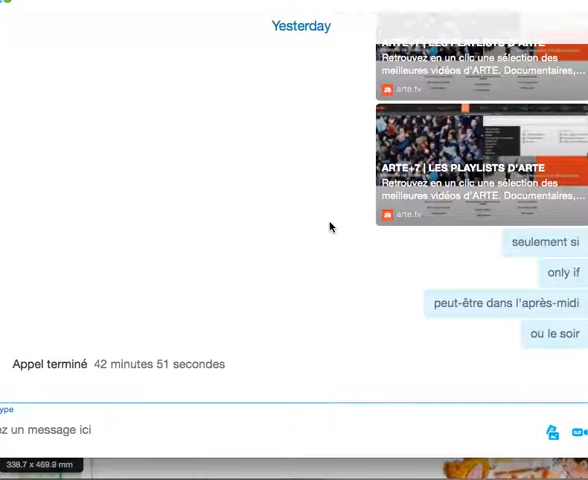 Yesterday
ARTE+7 | LES PLAYLISTS D'ARTE
Retrouvez en un clic une sélection des
meilleures vidéos d'ARTE. Documentaires,...
arte.tv
ARTE+7 | LES PLAYLISTS D'ARTE
Retrouvez en un clic une sélection des
meilleures vidéos d'ARTE. Documentaires,...
arte.tv
seulement si
only if
peut-être dans l'après-midi
ou le soir
Appel terminé 42 minutes 51 secondes
ype
ez un message ici
338.7 x 469.9 mm